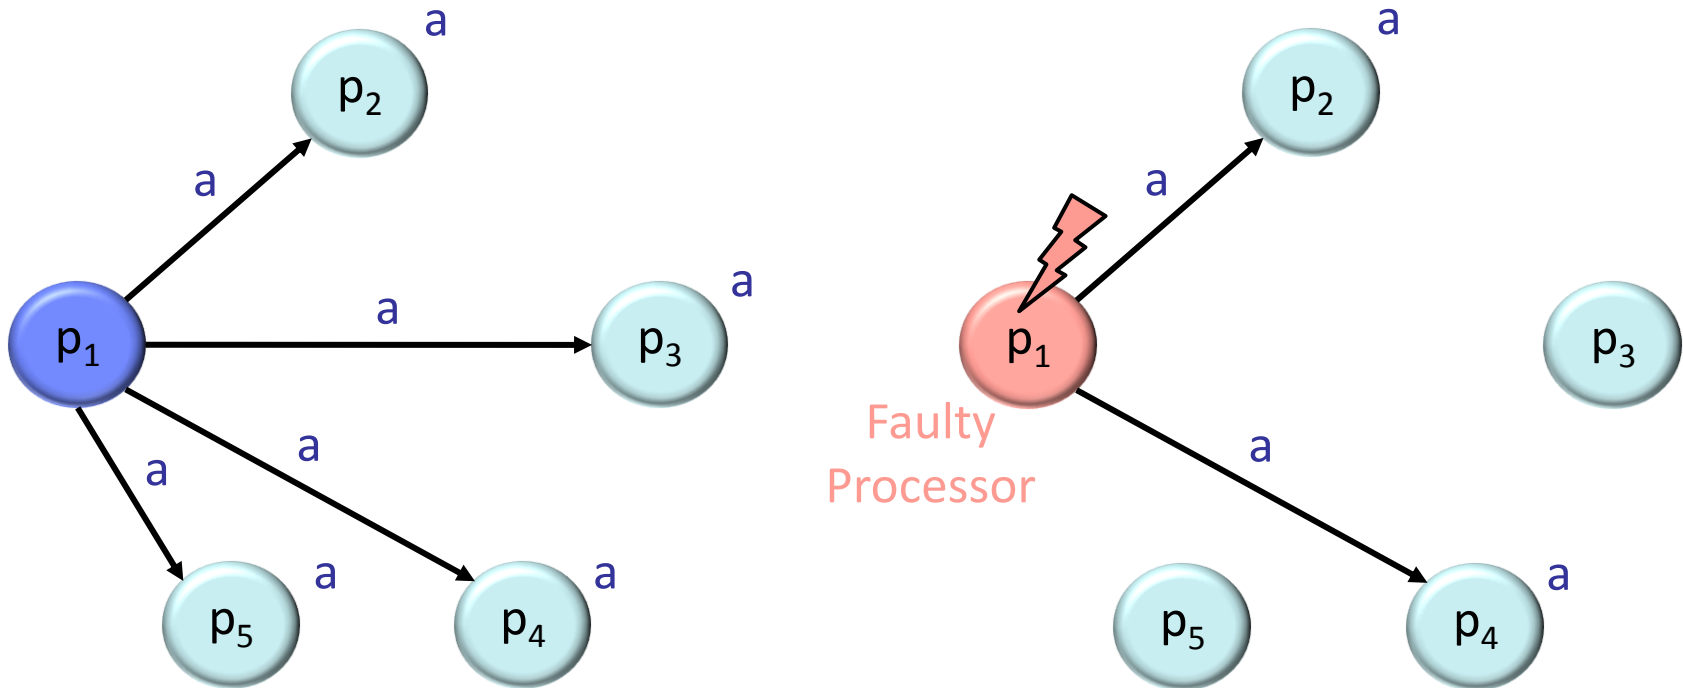 a
p₂
a
a
a
p₁
p₃
a
a
a
a
p₅
p₄
a
p₂
a
p₁
p₃
Faulty
Processor
a
a
p₅
p₄